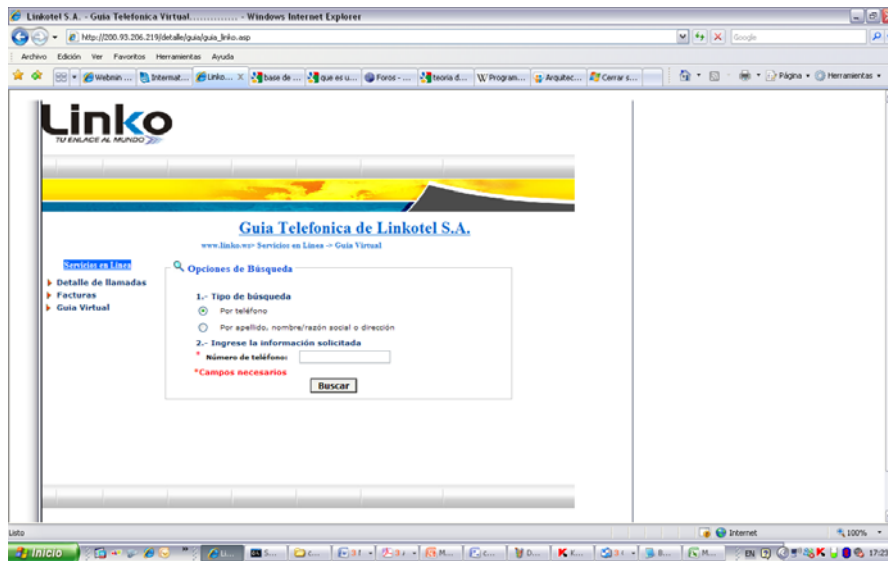 Linkotel S.A. - Guia Telefonica Virtual.............. - Windows Internet Explorer
http://200.93.206.219/detalle/guia/guia_linko.asp
Google
Archivo Edición Ver Favoritos Herramientas Ayuda
Webmin ... Internat... Linko... base de ... que es u... Foros - ... teoria d... Program... Arquitec... Cerrar s...
Página Herramientas
Linko
TU ENLACE AL MUNDO
Guia Telefonica de Linkotel S.A.
www.linko.ws> Servicios en Linea -> Guia Virtual
Servicios en Linea
Detalle de llamadas
Facturas
Guia Virtual
Opciones de Búsqueda
1.- Tipo de búsqueda
Por teléfono
Por apellido, nombre/razón social o dirección
2.- Ingrese la información solicitada
* Número de teléfono:
*Campos necesarios
Buscar
Listo
Internet
100%
Inicio
EN
17:23